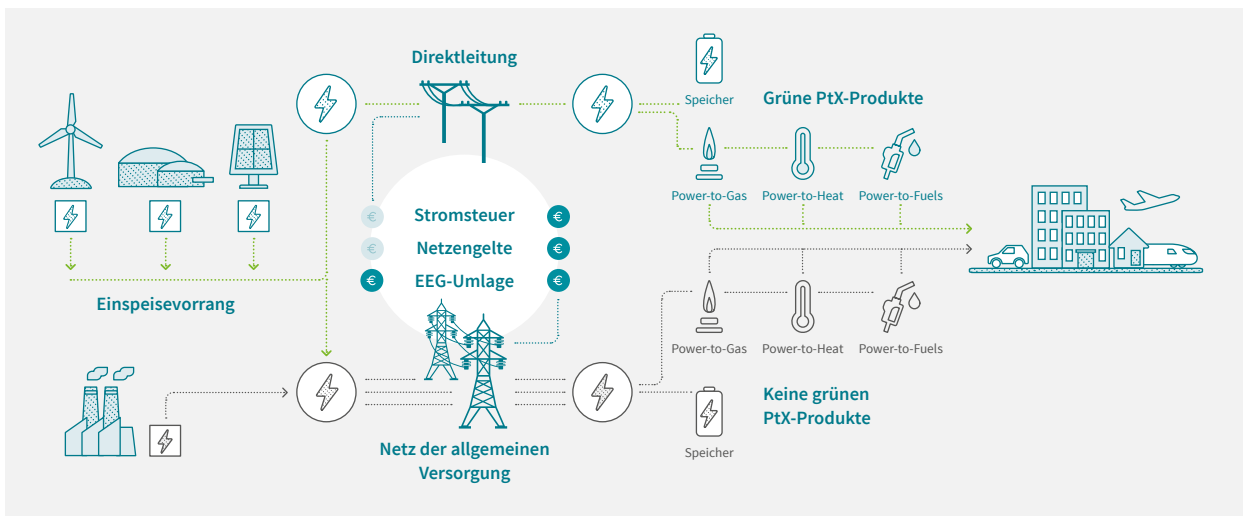 Direktleitung
Speicher
Grüne PtX-Produkte
Power-to-Gas
Power-to-Heat
Power-to-Fuels
€ Stromsteuer €
€ Netzengelte €
€ EEG-Umlage €
Einspeisevorrang
Power-to-Gas
Power-to-Heat
Power-to-Fuels
Keine grünen
PtX-Produkte
Netz der allgemeinen
Versorgung
Speicher